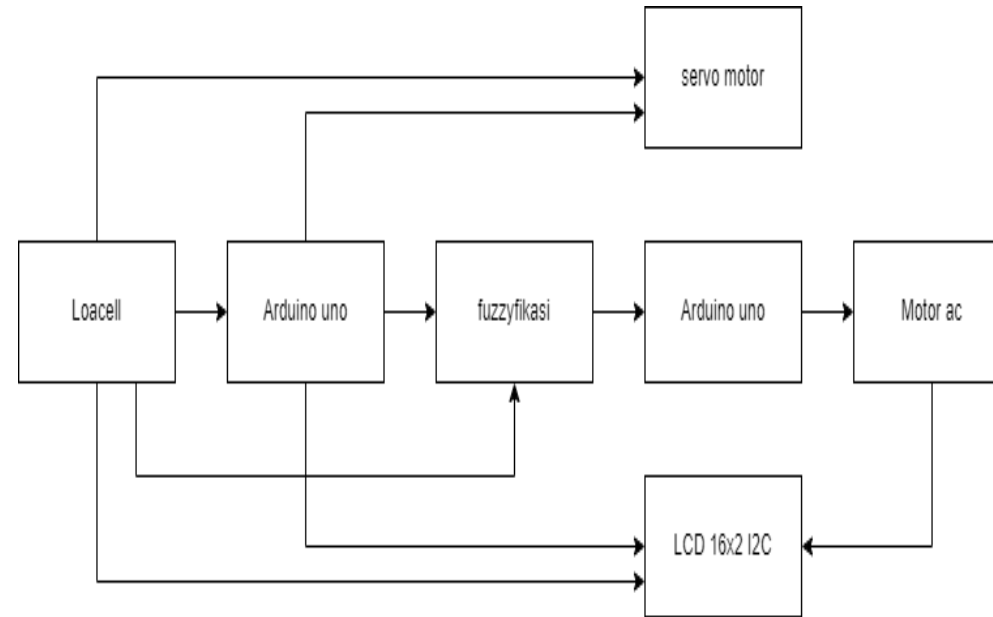 servo motor
Loacell
Arduino uno
fuzzyfikasi
Arduino uno
Motor ac
LCD 16x2 I2C